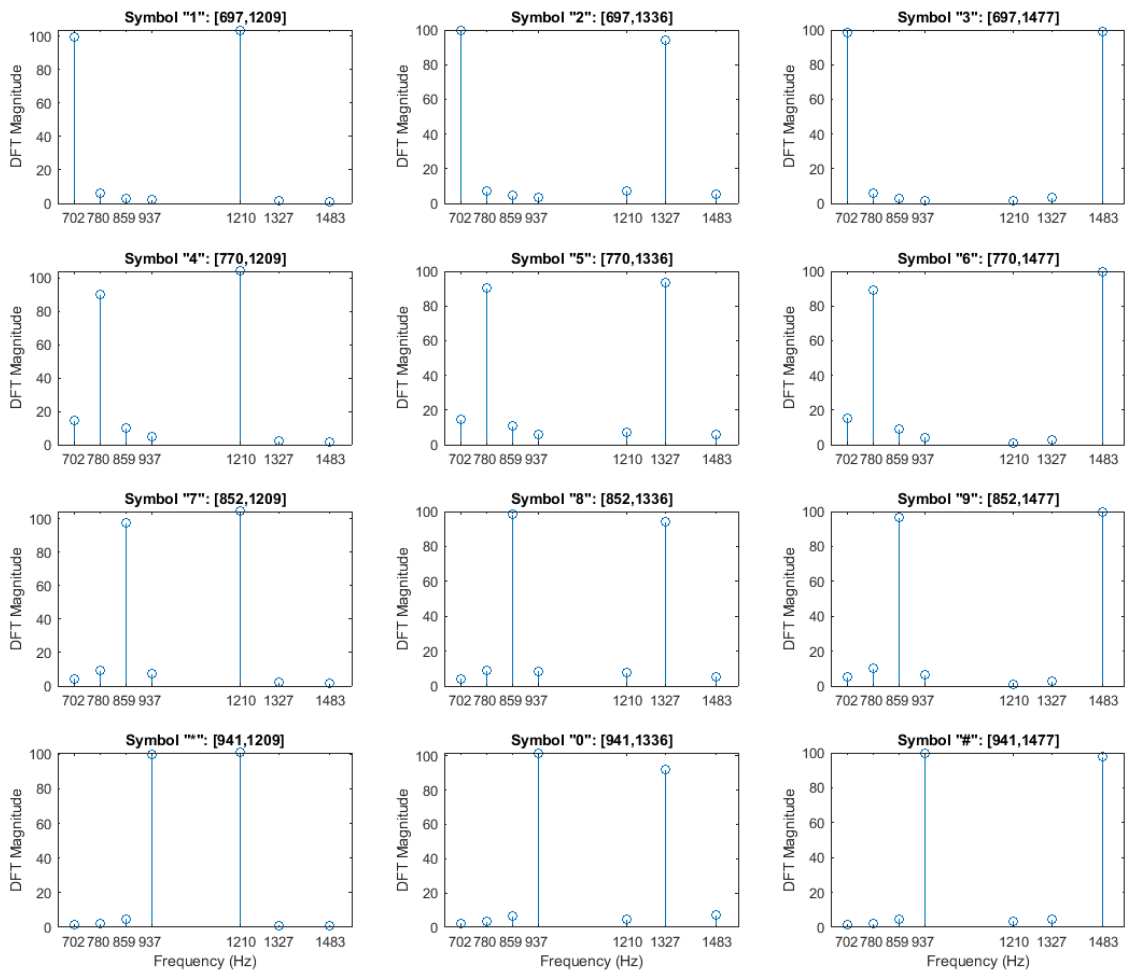 Symbol "1": [697,1209]
DFT Magnitude
100
80
60
40
20
0
702 780 859 937 1210 1327 1483
Symbol "2": [697,1336]
DFT Magnitude
100
80
60
40
20
0
702 780 859 937 1210 1327 1483
Symbol "3": [697,1477]
DFT Magnitude
100
80
60
40
20
0
702 780 859 937 1210 1327 1483
Symbol "4": [770,1209]
DFT Magnitude
100
80
60
40
20
0
702 780 859 937 1210 1327 1483
Symbol "5": [770,1336]
DFT Magnitude
100
80
60
40
20
0
702 780 859 937 1210 1327 1483
Symbol "6": [770,1477]
DFT Magnitude
100
80
60
40
20
0
702 780 859 937 1210 1327 1483
Symbol "7": [852,1209]
DFT Magnitude
100
80
60
40
20
0
702 780 859 937 1210 1327 1483
Symbol "8": [852,1336]
DFT Magnitude
100
80
60
40
20
0
702 780 859 937 1210 1327 1483
Symbol "9": [852,1477]
DFT Magnitude
100
80
60
40
20
0
702 780 859 937 1210 1327 1483
Symbol "*": [941,1209]
DFT Magnitude
100
80
60
40
20
0
702 780 859 937 1210 1327 1483
Frequency (Hz)
Symbol "0": [941,1336]
DFT Magnitude
100
80
60
40
20
0
702 780 859 937 1210 1327 1483
Frequency (Hz)
Symbol "#": [941,1477]
DFT Magnitude
100
80
60
40
20
0
702 780 859 937 1210 1327 1483
Frequency (Hz)